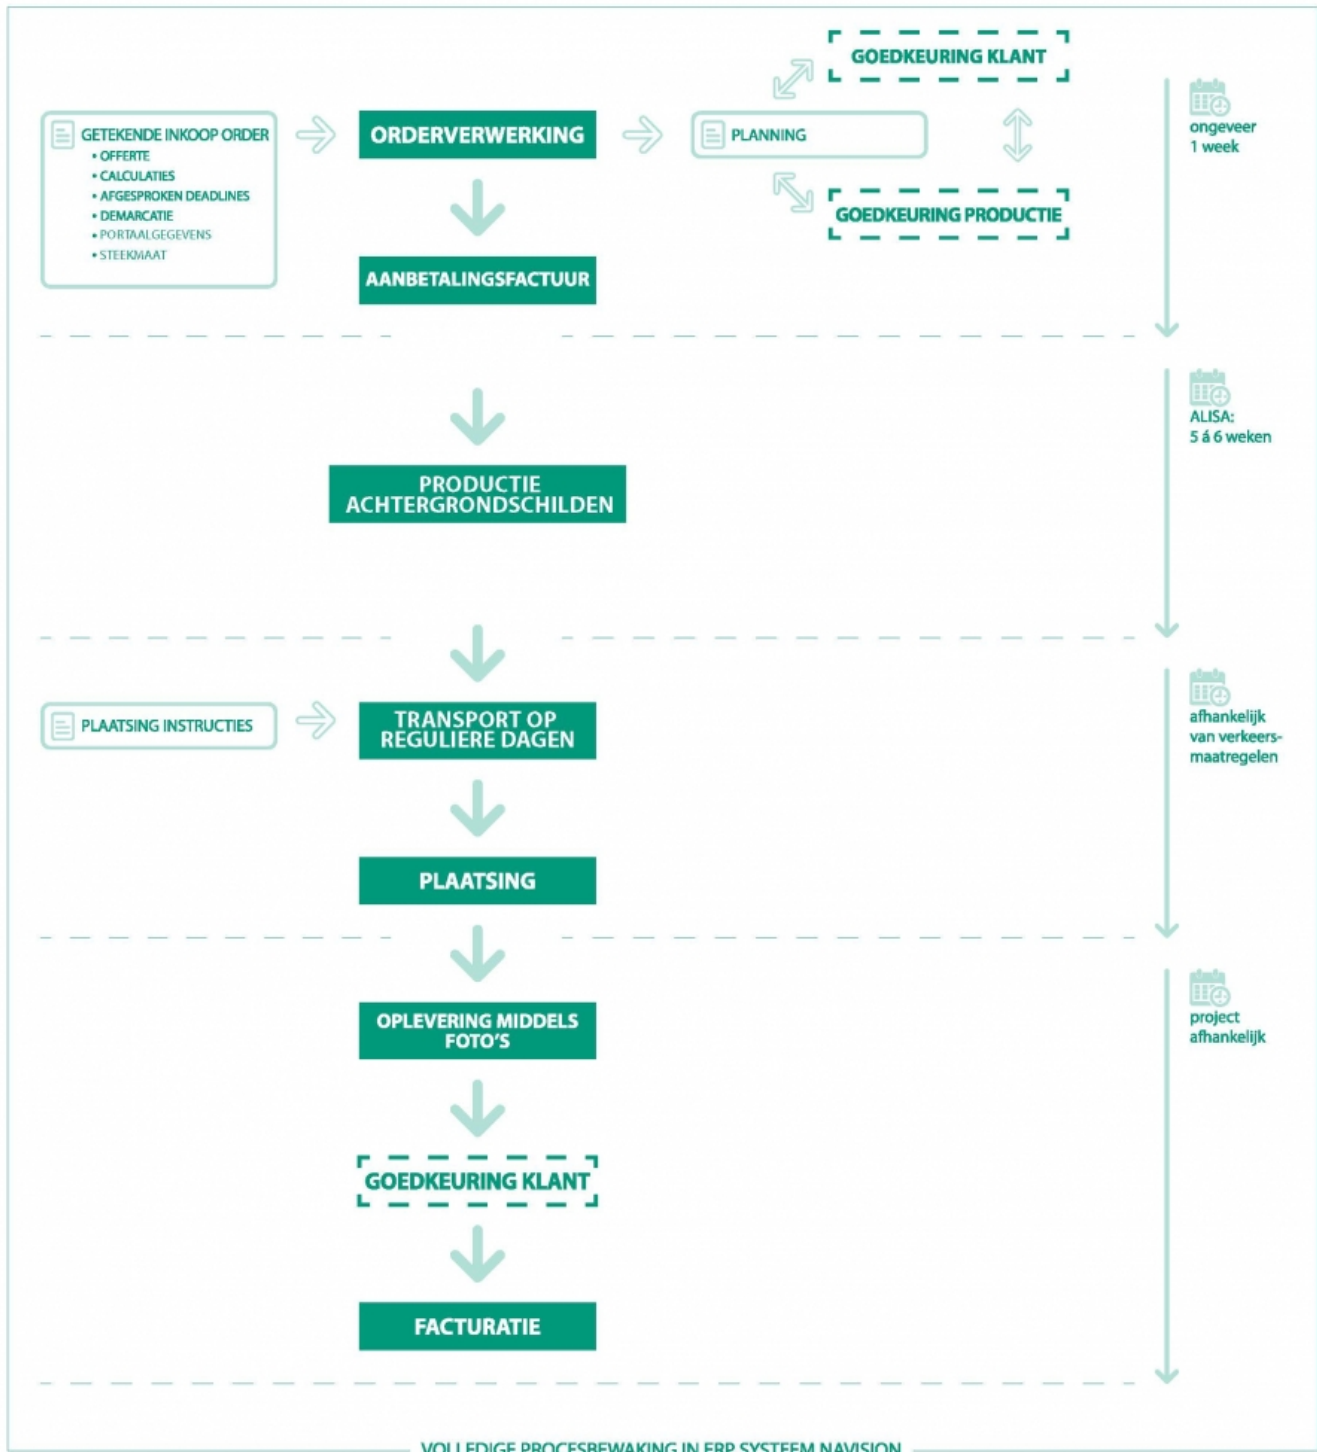 GOEDKEURING KLANT
GETEKENDE INKOOP ORDER
• OFFERTE
• CALCULATIES
• AFGESPROKEN DEADLINES
• DEMARCATIE
• PORTAALGEGEVENS
• STEEKMAAT
ORDERVERWERKING
PLANNING
ongeveer
1 week
GOEDKEURING PRODUCTIE
AANBETALINGSFACTUUR
ALISA:
5 á 6 weken
PRODUCTIE
ACHTERGRONDSCHILDEN
PLAATSING INSTRUCTIES
TRANSPORT OP
REGULIERE DAGEN
afhankelijk
van verkeers-
maatregelen
PLAATSING
OPLEVERING MIDDELS
FOTO'S
project
afhankelijk
GOEDKEURING KLANT
FACTURATIE
VOLLEDIGE PROCESBEWAKING IN ERP SYSTEEM NAVISION